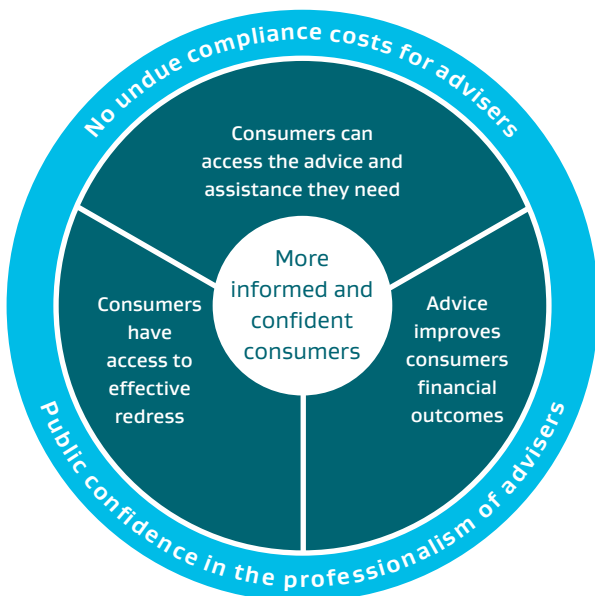 No undue compliance costs for advisers
Consumers can
access the advice and
assistance they need
More
informed and
confident
consumers
Consumers
have
access to
effective
redress
Advice
improves
consumers
financial
outcomes
Public confidence in the professionalism of advisers